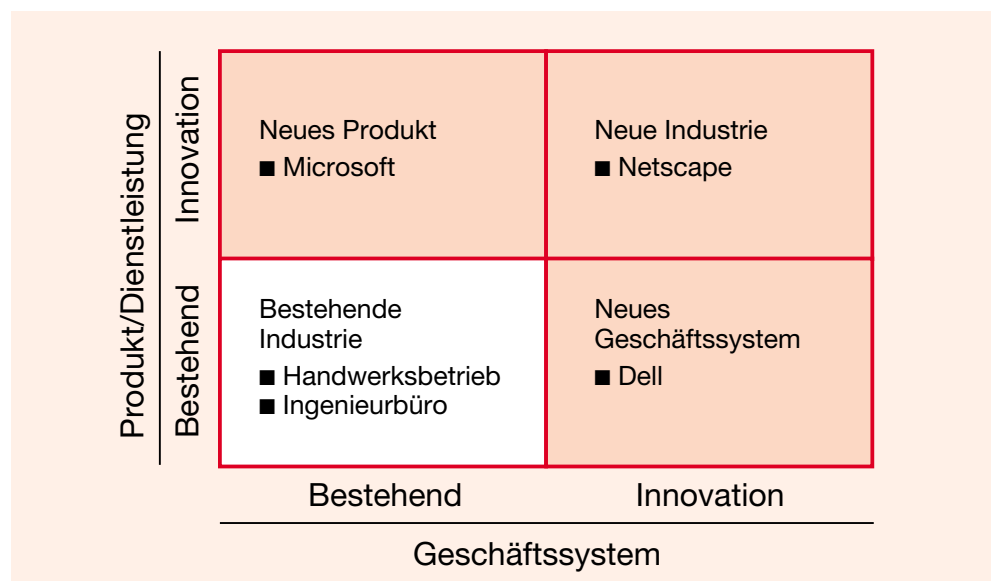 Produkt/Dienstleistung
Innovation
Bestehend
Neues Produkt
■ Microsoft
Neue Industrie
■ Netscape
Bestehende
Industrie
■ Handwerksbetrieb
■ Ingenieurbüro
Neues
Geschäftssystem
■ Dell
Bestehend
Innovation
Geschäftssystem